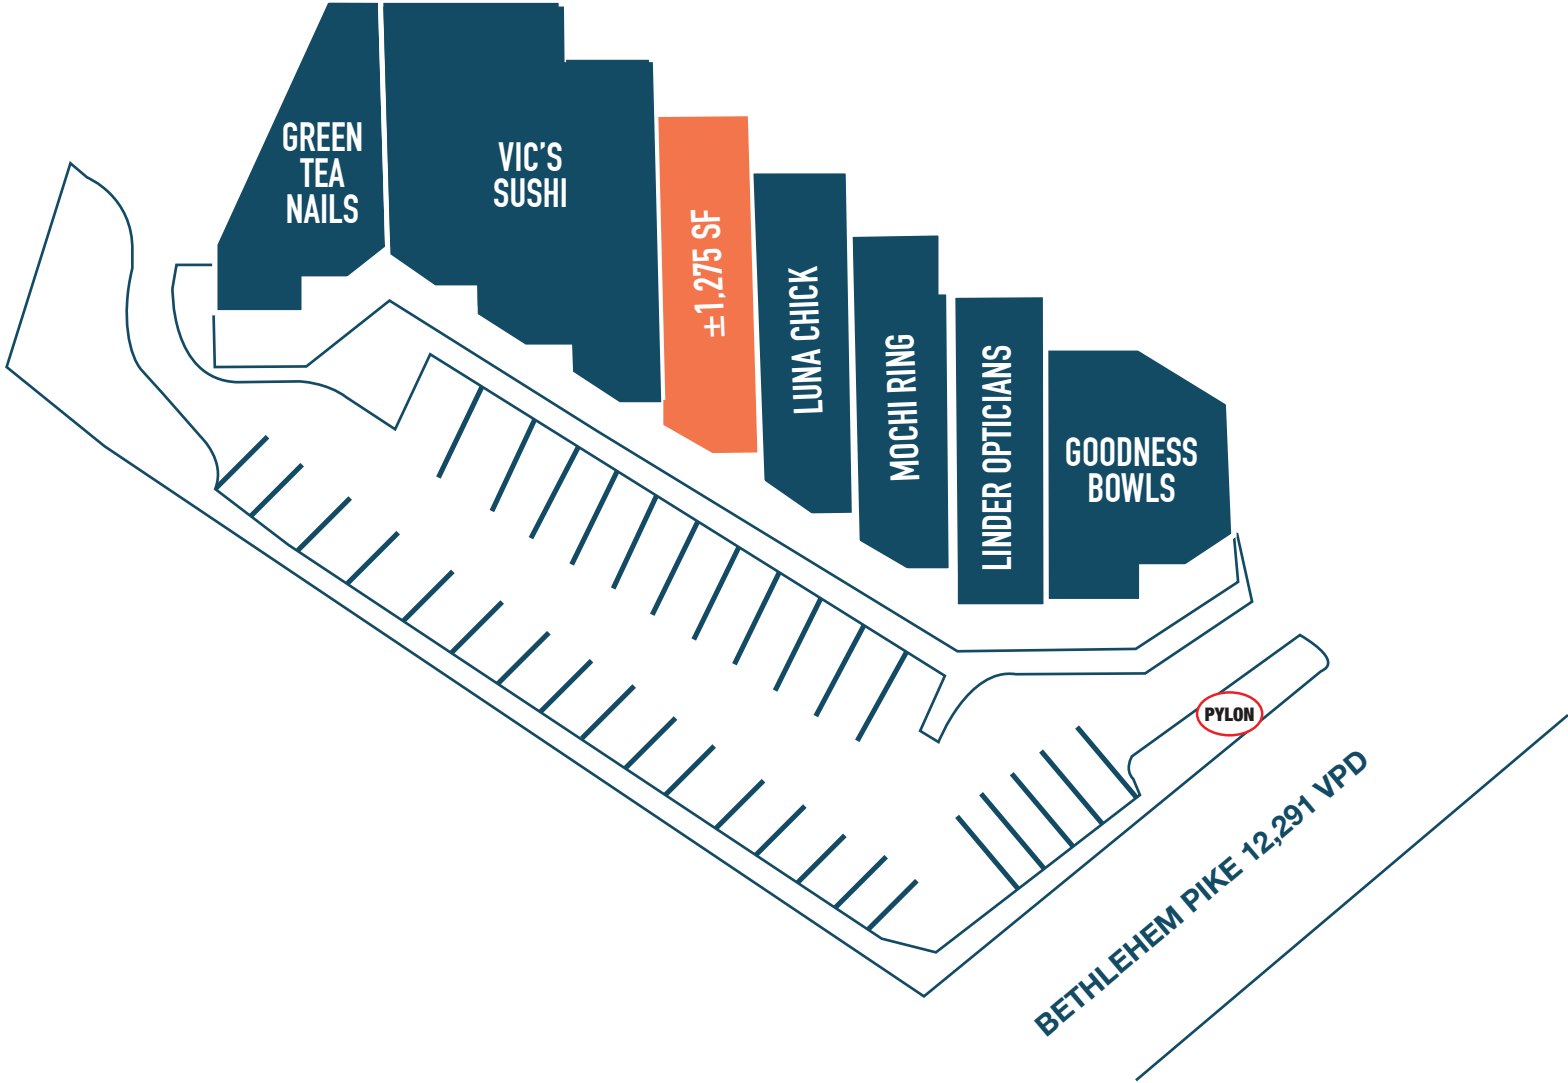 GREEN
TEA
NAILS
VIC'S
SUSHI
±1,275 SF
LUNA CHICK
MOCHI RING
LINDER OPTICIANS
GOODNESS
BOWLS
PYLON
BETHLEHEM PIKE 12,291 VPD